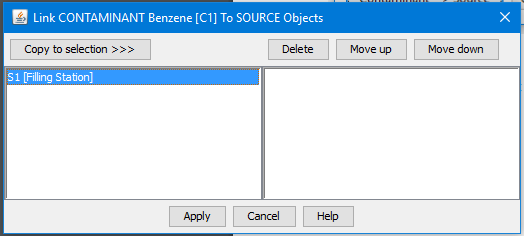 Link CONTAMINANT Benzene [C1] To SOURCE Objects
Copy to selection >>> Delete Move up Move down
S1 [Filling Station]
Apply Cancel Help